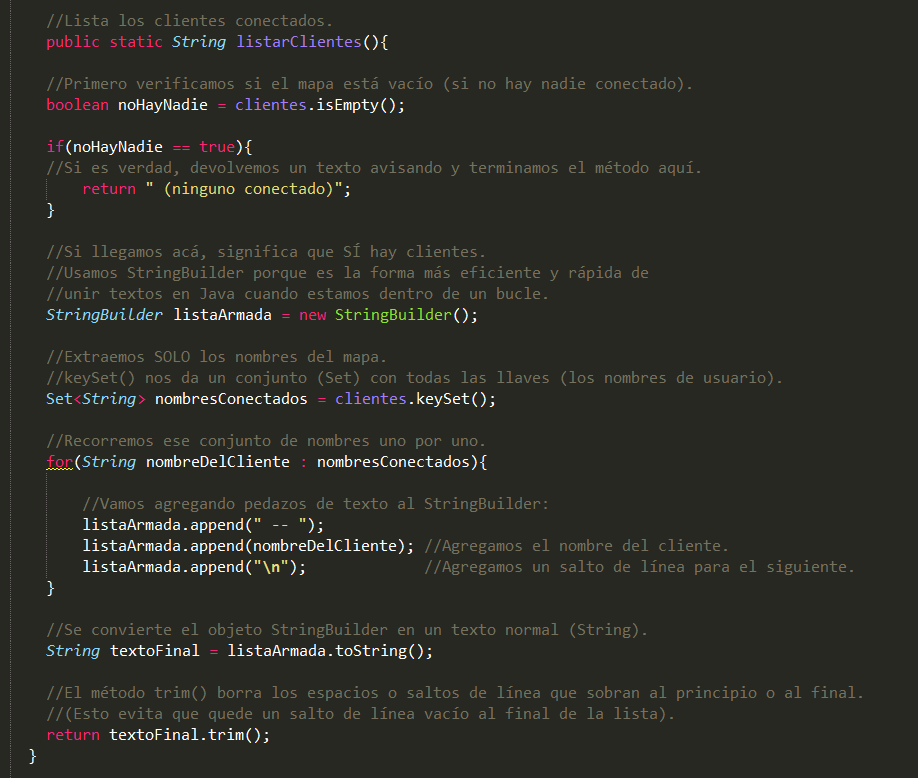 //Lista los clientes conectados.
public static String listarClientes(){
//Primero verificamos si el mapa está vacío (si no hay nadie conectado).
boolean noHayNadie = clientes.isEmpty();
if(noHayNadie == true){
//Si es verdad, devolvemos un texto avisando y terminamos el método aquí.
return " (ninguno conectado)";
}
//Si llegamos acá, significa que SÍ hay clientes.
//Usamos StringBuilder porque es la forma más eficiente y rápida de
//unir textos en Java cuando estamos dentro de un bucle.
StringBuilder listaArmada = new StringBuilder();
//Extraemos SOLO los nombres del mapa.
//keySet() nos da un conjunto (Set) con todas las llaves (los nombres de usuario).
Set<String> nombresConectados = clientes.keySet();
//Recorremos ese conjunto de nombres uno por uno.
for(String nombreDelCliente : nombresConectados){
//Vamos agregando pedazos de texto al StringBuilder:
listaArmada.append(" -- ");
listaArmada.append(nombreDelCliente); //Agregamos el nombre del cliente.
listaArmada.append("\n"); //Agregamos un salto de línea para el siguiente.
}
//Se convierte el objeto StringBuilder en un texto normal (String).
String textoFinal = listaArmada.toString();
//El método trim() borra los espacios o saltos de línea que sobran al principio o al final.
//(Esto evita que quede un salto de línea vacío al final de la lista).
return textoFinal.trim();
}